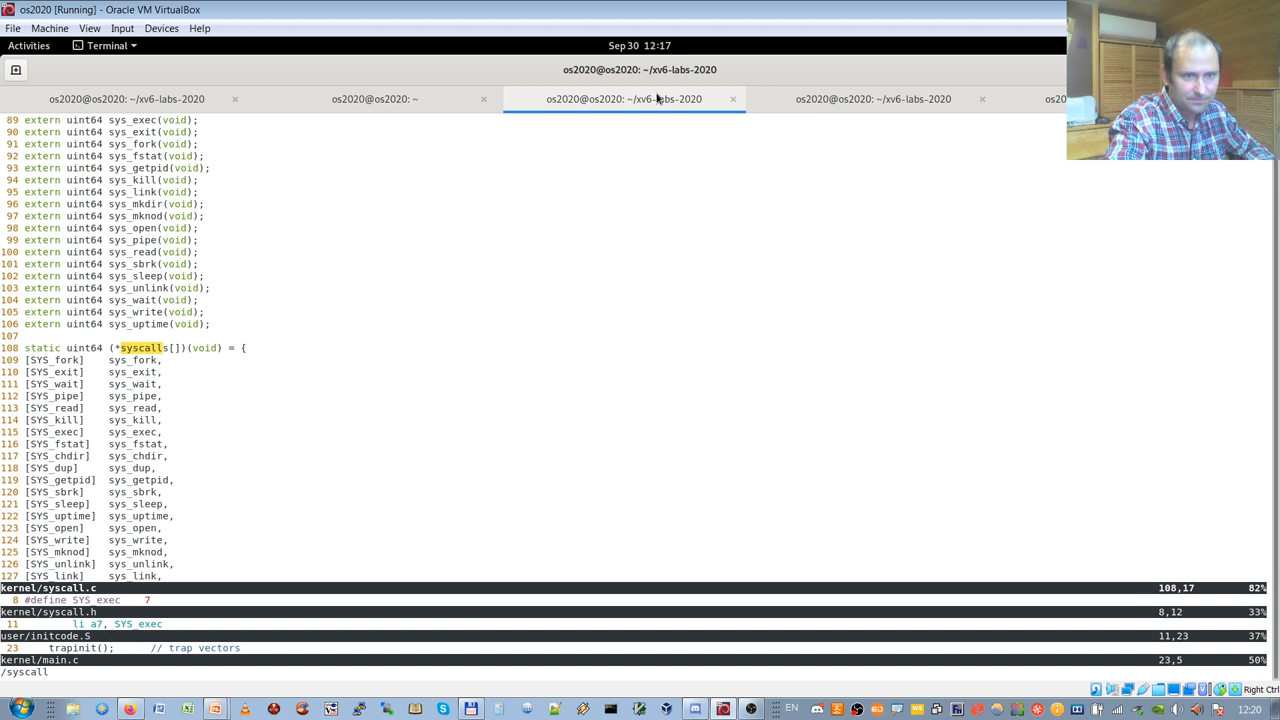 os2020 [Running] - Oracle VM VirtualBox
File Machine View Input Devices Help
Activities Terminal Sep 30 12:17
os2020@os2020: ~/xv6-labs-2020
os2020@os2020: ~/xv6-labs-2020 × os2020@os2020: ~ × os2020@os2020: ~/xv6-labs-2020 × os2020@os2020: ~/xv6-labs-2020 × os20
89 extern uint64 sys_exec(void);
90 extern uint64 sys_exit(void);
91 extern uint64 sys_fork(void);
92 extern uint64 sys_fstat(void);
93 extern uint64 sys_getpid(void);
94 extern uint64 sys_kill(void);
95 extern uint64 sys_link(void);
96 extern uint64 sys_mkdir(void);
97 extern uint64 sys_mknod(void);
98 extern uint64 sys_open(void);
99 extern uint64 sys_pipe(void);
100 extern uint64 sys_read(void);
101 extern uint64 sys_sbrk(void);
102 extern uint64 sys_sleep(void);
103 extern uint64 sys_unlink(void);
104 extern uint64 sys_wait(void);
105 extern uint64 sys_write(void);
106 extern uint64 sys_uptime(void);
107
108 static uint64 (*syscalls[])(void) = {
109 [SYS_fork]   sys_fork,
110 [SYS_exit]   sys_exit,
111 [SYS_wait]   sys_wait,
112 [SYS_pipe]   sys_pipe,
113 [SYS_read]   sys_read,
114 [SYS_kill]   sys_kill,
115 [SYS_exec]   sys_exec,
116 [SYS_fstat]   sys_fstat,
117 [SYS_chdir]   sys_chdir,
118 [SYS_dup]   sys_dup,
119 [SYS_getpid]   sys_getpid,
120 [SYS_sbrk]   sys_sbrk,
121 [SYS_sleep]   sys_sleep,
122 [SYS_uptime]   sys_uptime,
123 [SYS_open]   sys_open,
124 [SYS_write]   sys_write,
125 [SYS_mknod]   sys_mknod,
126 [SYS_unlink]   sys_unlink,
127 [SYS_link]   sys_link,
kernel/syscall.c 108,17 82%
8 #define SYS_exec 7
kernel/syscall.h 8,12 33%
11 li a7, SYS_exec
user/initcode.S 11,23 37%
23 trapinit(); // trap vectors
kernel/main.c 23,5 50%
/syscall
Right Ctrl
EN 12:20